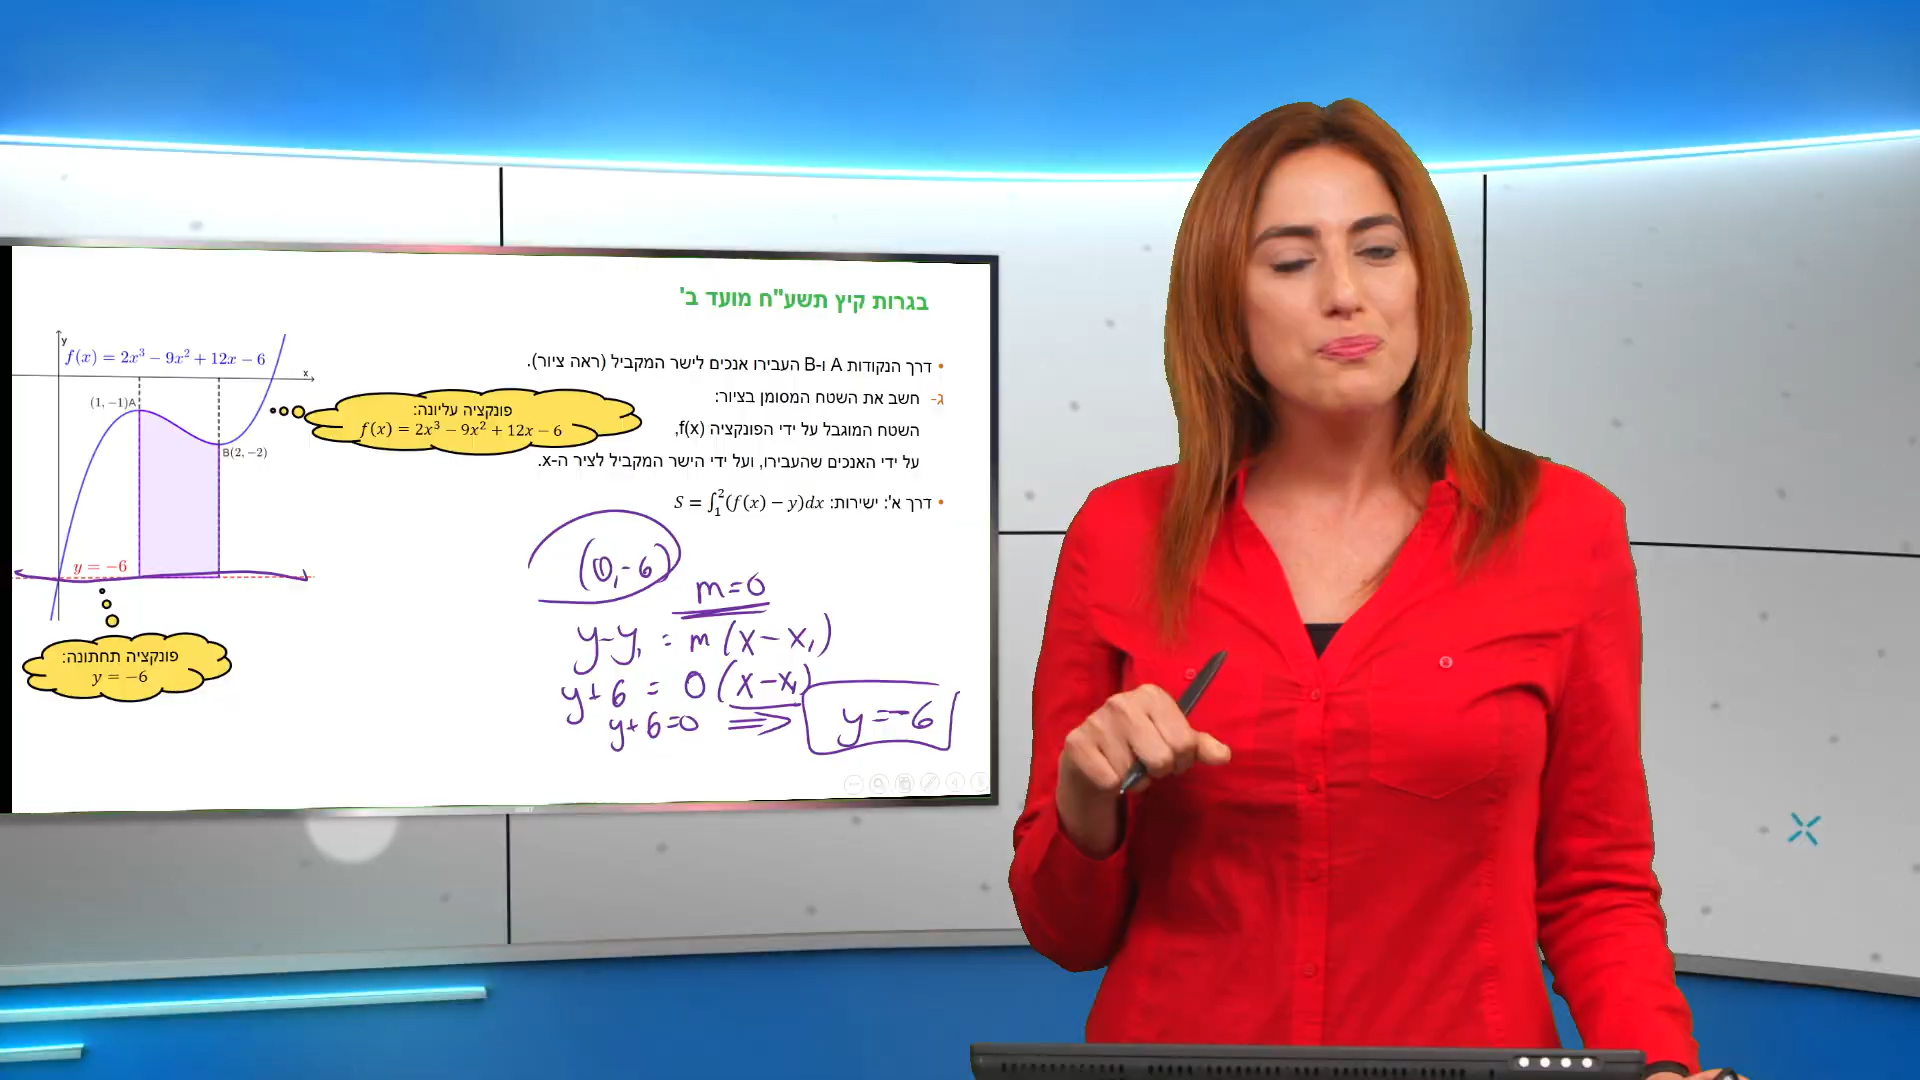 בגרות קיץ תשע"ח מועד ב'
• דרך הנקודות A ו-B העבירו אנכים לישר המקביל (ראה ציור).
ג- חשב את השטח המסומן בציור:
השטח המוגבל על ידי הפונקציה f(x),
על ידי האנכים שהעבירו, ועל ידי הישר המקביל לציר ה-x.
• דרך א': ישירות: S = ∫₁²(f(x) − y)dx
y
f(x) = 2x³ − 9x² + 12x − 6
x
(1, −1)A
B(2, −2)
y = −6
פונקציה עליונה:
f(x) = 2x³ − 9x² + 12x − 6
פונקציה תחתונה:
y = −6
(0,-6)
m=0
y-y₁ = m(x-x₁)
y+6 = 0(x-x₁)
y+6=0 ⇒ y=-6